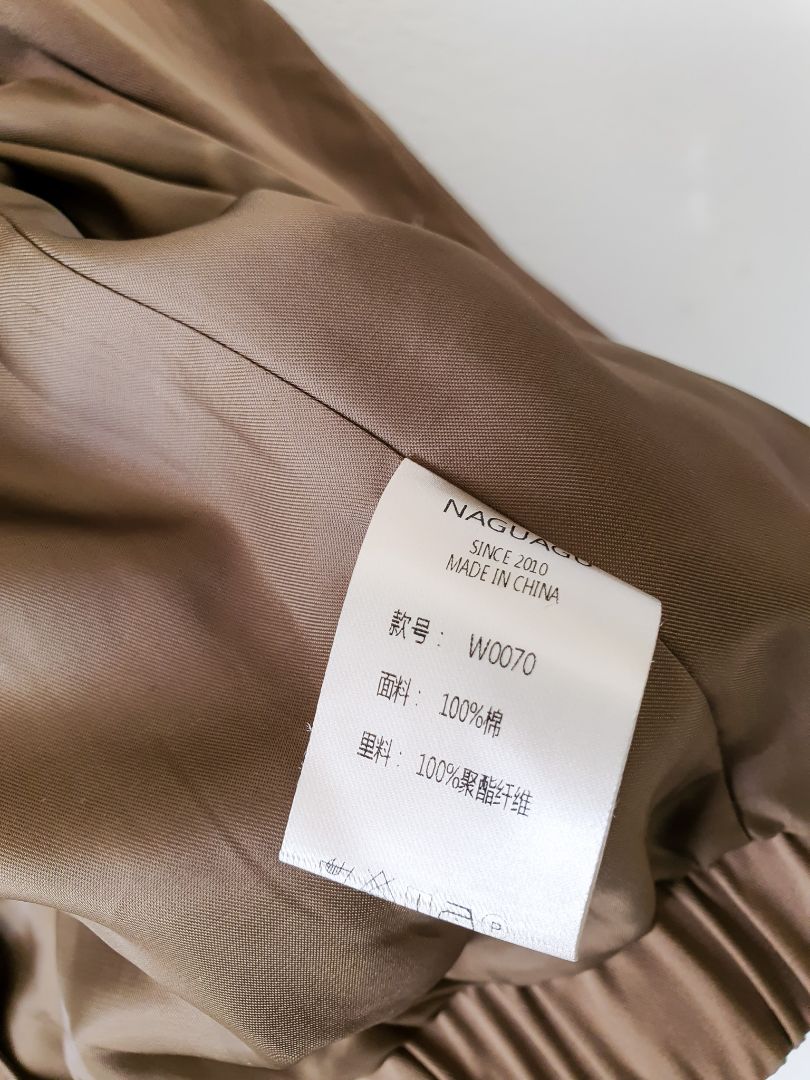 NAGUAGU
SINCE 2010
MADE IN CHINA
款号： W0070
面料： 100%棉
里料： 100%聚酯纤维
P